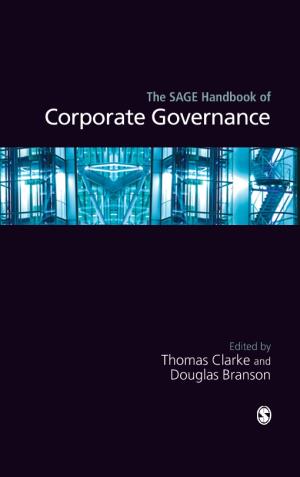 The SAGE Handbook of
Corporate Governance
Edited by
Thomas Clarke and
Douglas Branson
S